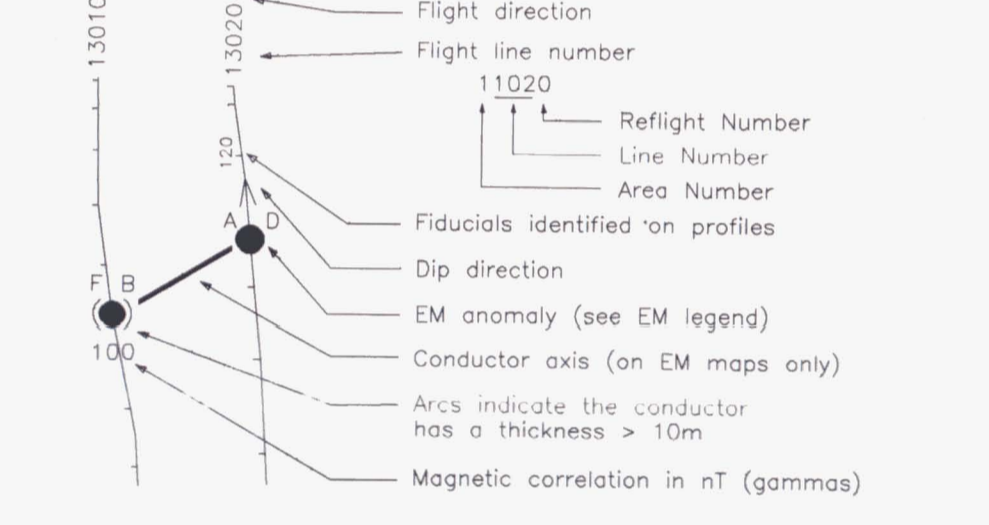 13010
13020
Flight direction
Flight line number
11020
Reflight Number
Line Number
Area Number
120
Fiducials identified on profiles
A D
Dip direction
F B
EM anomaly (see EM legend)
100
Conductor axis (on EM maps only)
Arcs indicate the conductor
has a thickness > 10m
Magnetic correlation in nT (gammas)